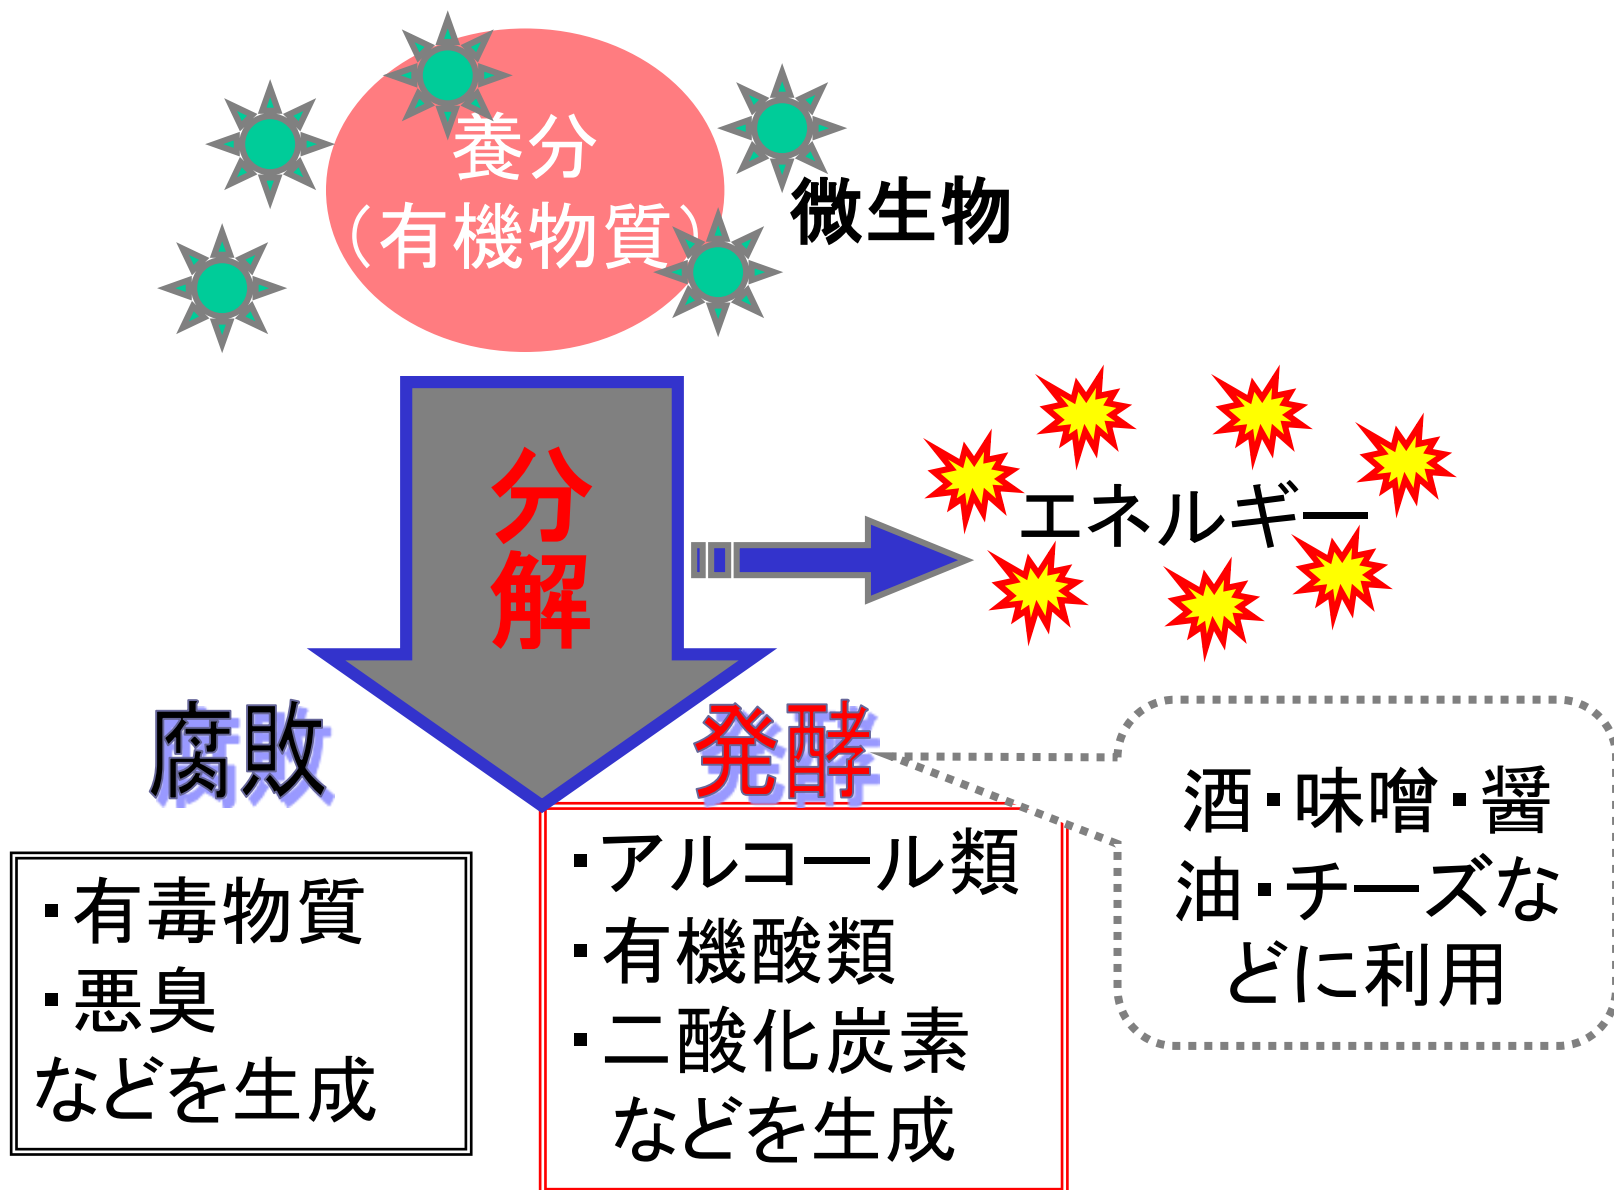 養分
（有機物質）
微生物
分
解
エネルギー
腐敗
発酵
・有毒物質
・悪臭
などを生成
・アルコール類
・有機酸類
・二酸化炭素
などを生成
酒・味噌・醤
油・チーズな
どに利用